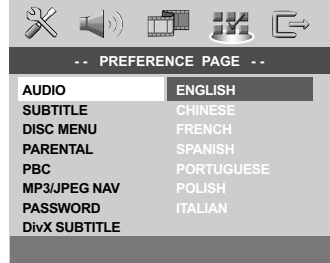 -- PREFERENCE PAGE --
AUDIO ENGLISH
SUBTITLE CHINESE
DISC MENU FRENCH
PARENTAL SPANISH
PBC PORTUGUESE
MP3/JPEG NAV POLISH
PASSWORD ITALIAN
DivX SUBTITLE